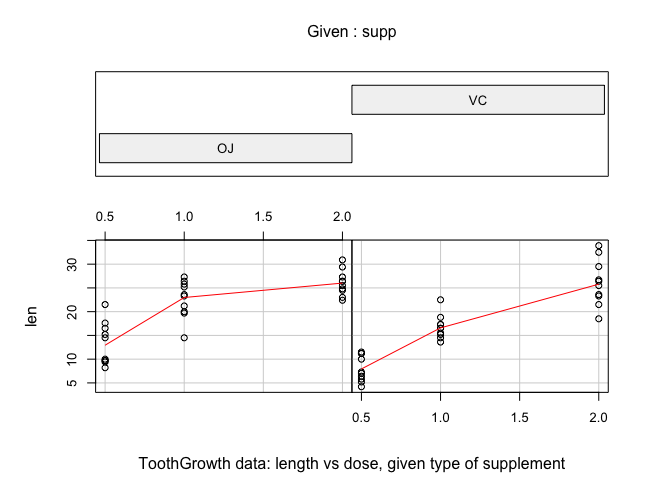 Given : supp
VC
OJ
0.5 1.0 1.5 2.0
30
20
10
5
len
0.5 1.0 1.5 2.0
ToothGrowth data: length vs dose, given type of supplement